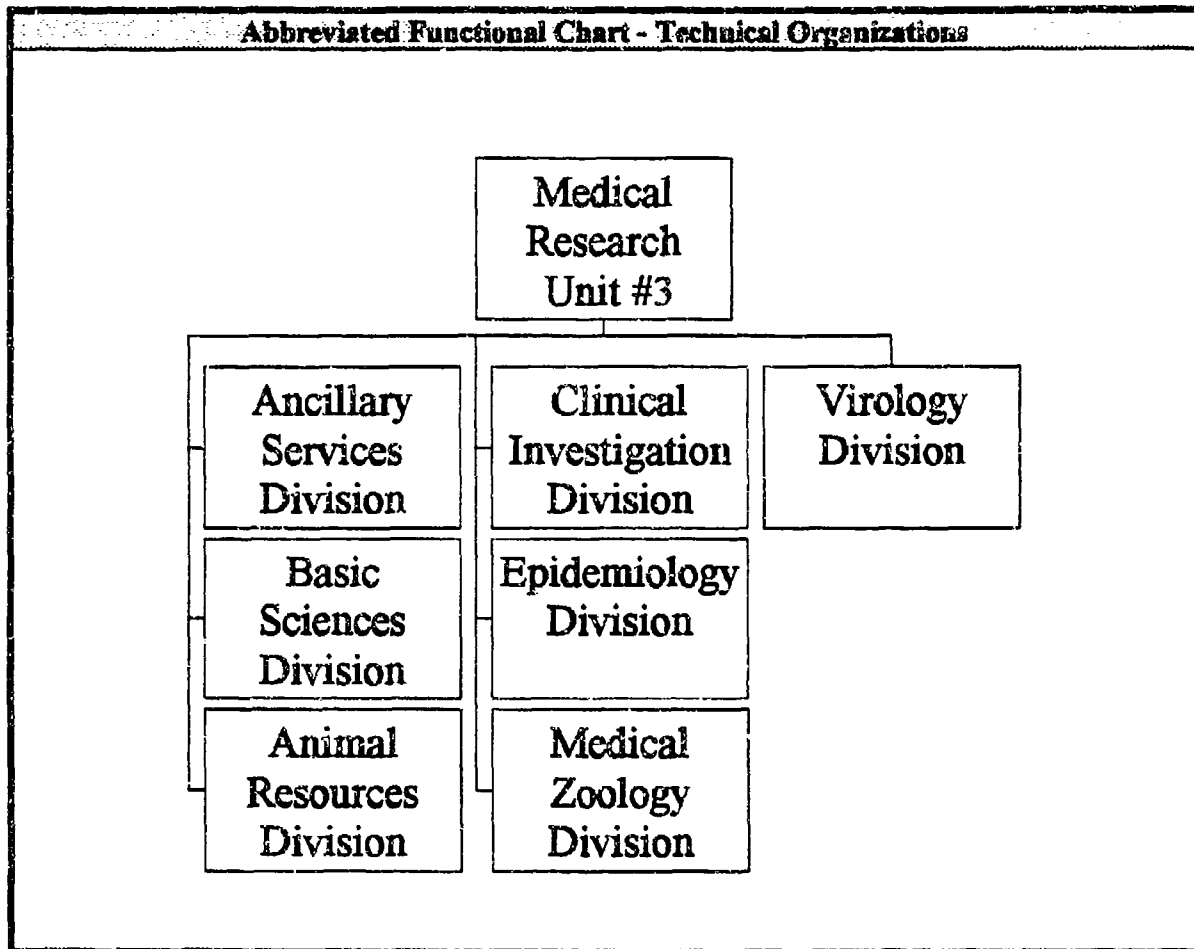 Abbreviated Functional Chart - Technical Organizations
Medical
Research
Unit #3
Ancillary
Services
Division
Clinical
Investigation
Division
Virology
Division
Basic
Sciences
Division
Epidemiology
Division
Animal
Resources
Division
Medical
Zoology
Division